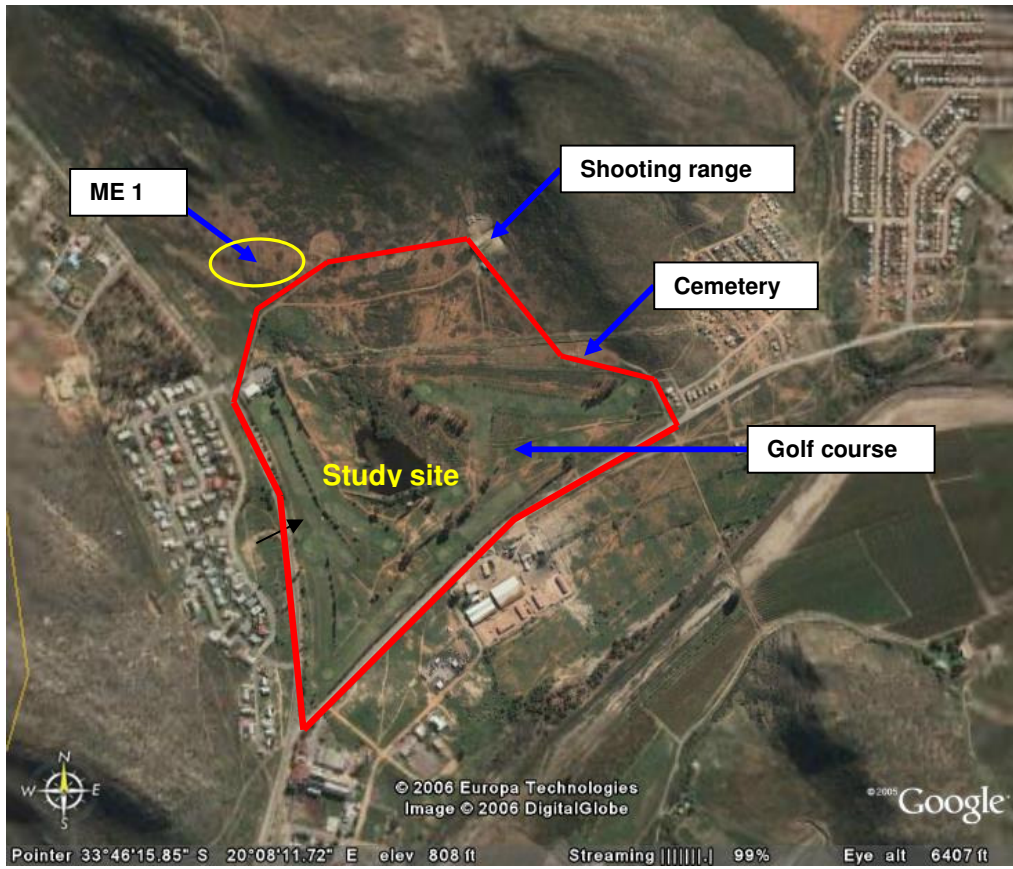 Shooting range
ME 1
Cemetery
Golf course
Study site
N
W E
S
© 2006 Europa Technologies
Image © 2006 DigitalGlobe
©2005 Google
Pointer 33°46'15.85" S 20°08'11.72" E elev 808 ft Streaming |||||||.| 99% Eye alt 6407 ft